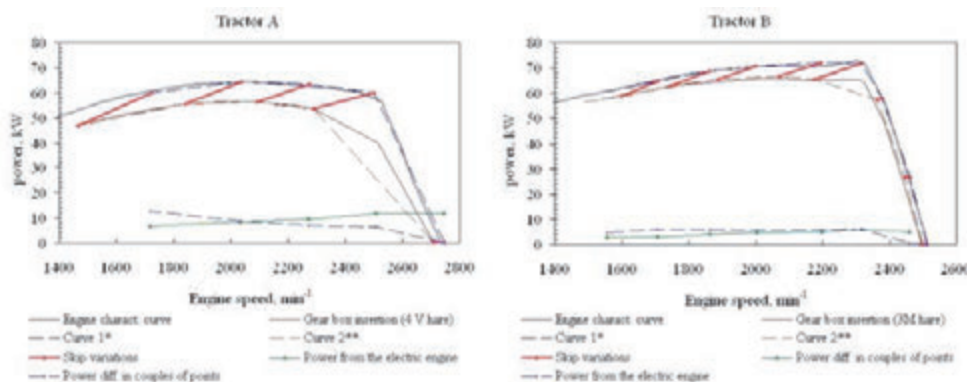 Tractor A
80
70
60
50
40
30
20
10
0
power, kW
1400 1600 1800 2000 2200 2400 2600 2800
Engine speed, min-1
Engine charact. curve
Gear box insertion (4 V hare)
Curve 1*
Curve 2**
Skip variations
Power from the electric engine
Power diff. in couples of points
Tractor B
80
70
60
50
40
30
20
10
0
power, kW
1400 1600 1800 2000 2200 2400 2600
Engine speed, min-1
Engine charact. curve
Gear box insertion (3M hare)
Curve 1*
Curve 2**
Skip variations
Power diff. in couples of points
Power from the electric engine